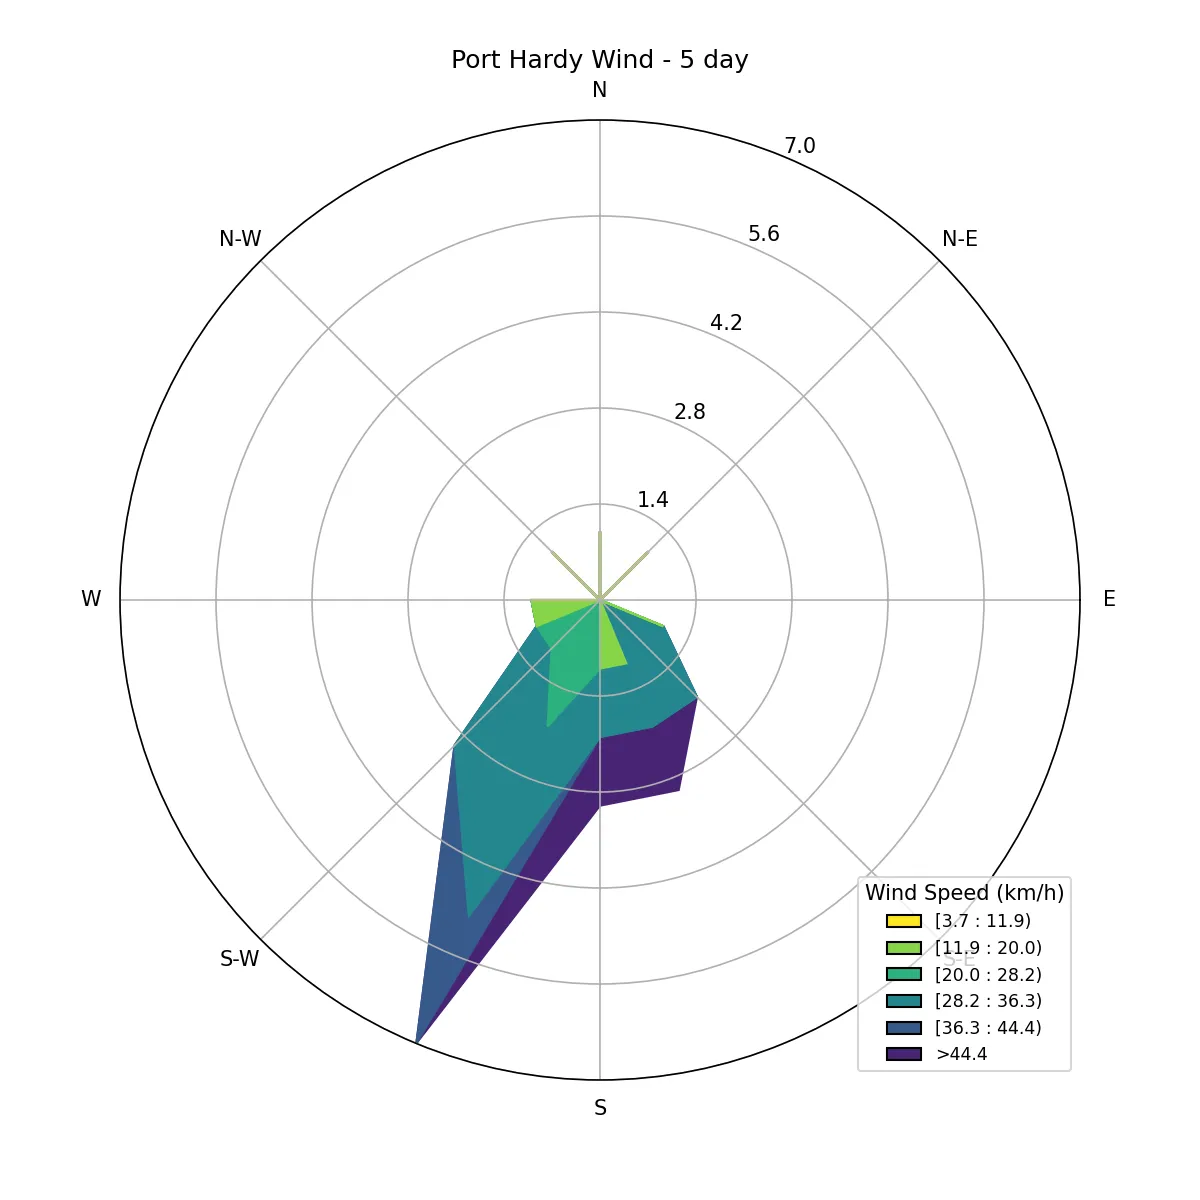 Port Hardy Wind - 5 day
N
7.0
N-W
5.6
N-E
4.2
2.8
1.4
W
E
Wind Speed (km/h)
[3.7 : 11.9)
[11.9 : 20.0)
S-W
S-E
[20.0 : 28.2)
[28.2 : 36.3)
[36.3 : 44.4)
>44.4
S